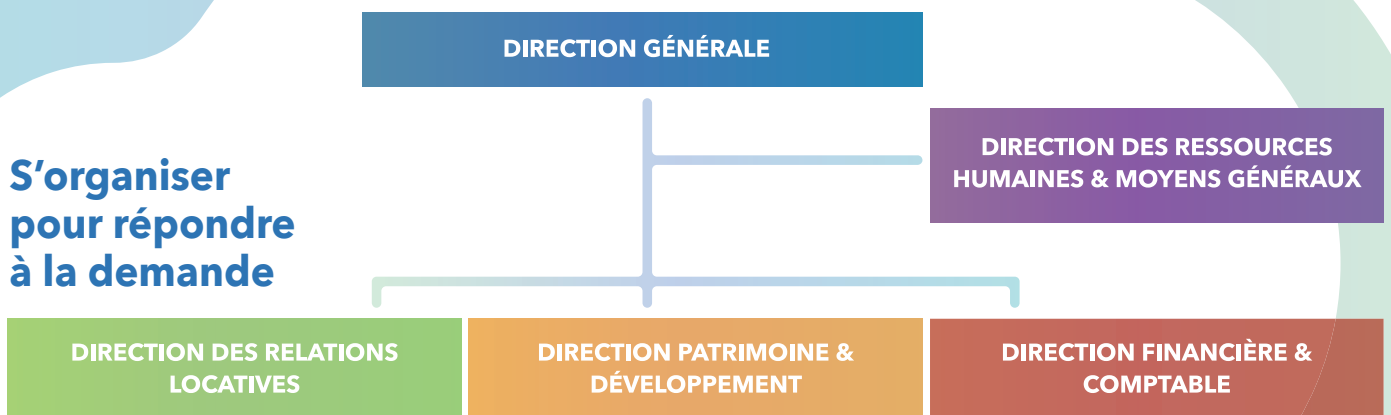 DIRECTION GÉNÉRALE
DIRECTION DES RESSOURCES
HUMAINES & MOYENS GÉNÉRAUX
S’organiser
pour répondre
à la demande
DIRECTION DES RELATIONS
LOCATIVES
DIRECTION PATRIMOINE &
DÉVELOPPEMENT
DIRECTION FINANCIÈRE &
COMPTABLE